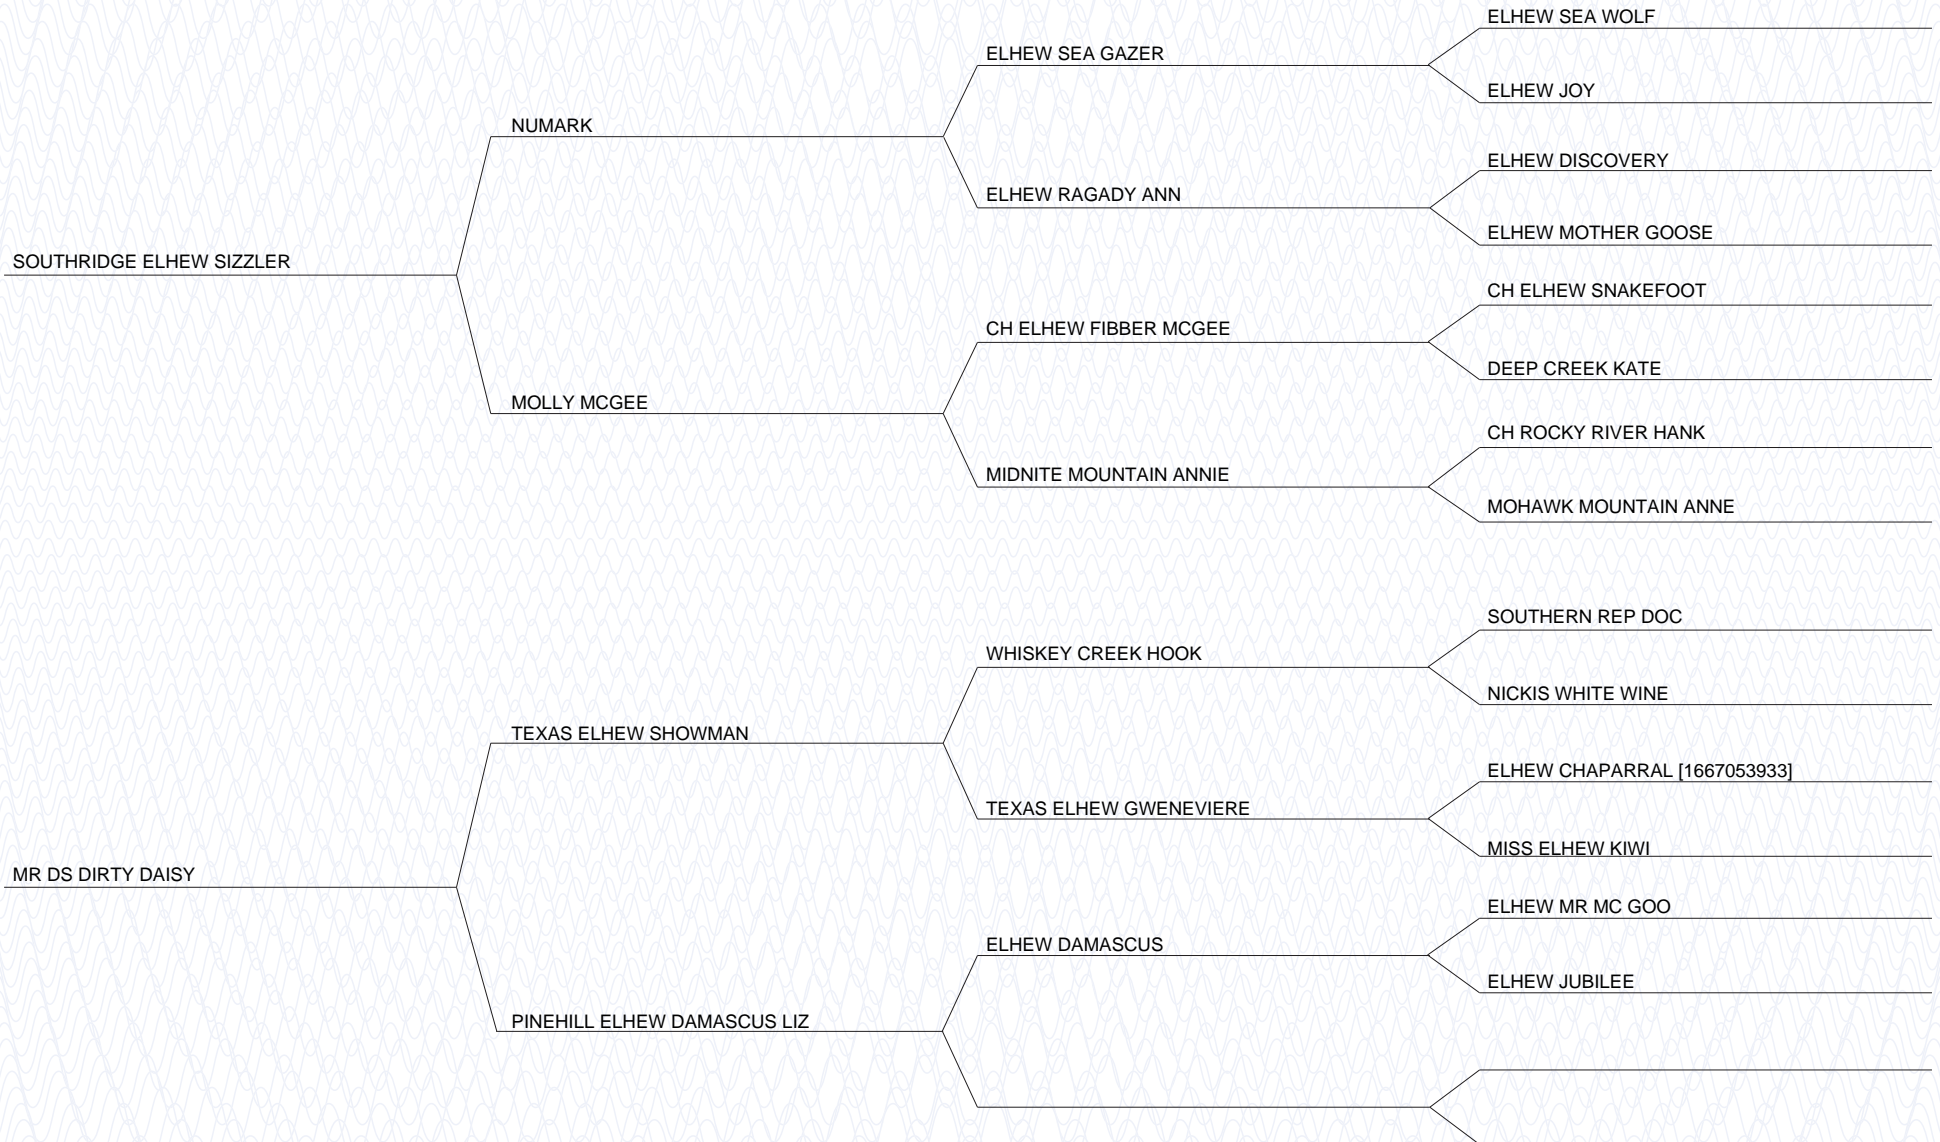 ELHEW SEA WOLF
ELHEW SEA GAZER
ELHEW JOY
NUMARK
ELHEW DISCOVERY
ELHEW RAGADY ANN
ELHEW MOTHER GOOSE
SOUTHRIDGE ELHEW SIZZLER
CH ELHEW SNAKEFOOT
CH ELHEW FIBBER MCGEE
DEEP CREEK KATE
MOLLY MCGEE
CH ROCKY RIVER HANK
MIDNITE MOUNTAIN ANNIE
MOHAWK MOUNTAIN ANNE
SOUTHERN REP DOC
WHISKEY CREEK HOOK
NICKIS WHITE WINE
TEXAS ELHEW SHOWMAN
ELHEW CHAPARRAL [1667053933]
TEXAS ELHEW GWENEVIERE
MISS ELHEW KIWI
MR DS DIRTY DAISY
ELHEW MR MC GOO
ELHEW DAMASCUS
ELHEW JUBILEE
PINEHILL ELHEW DAMASCUS LIZ